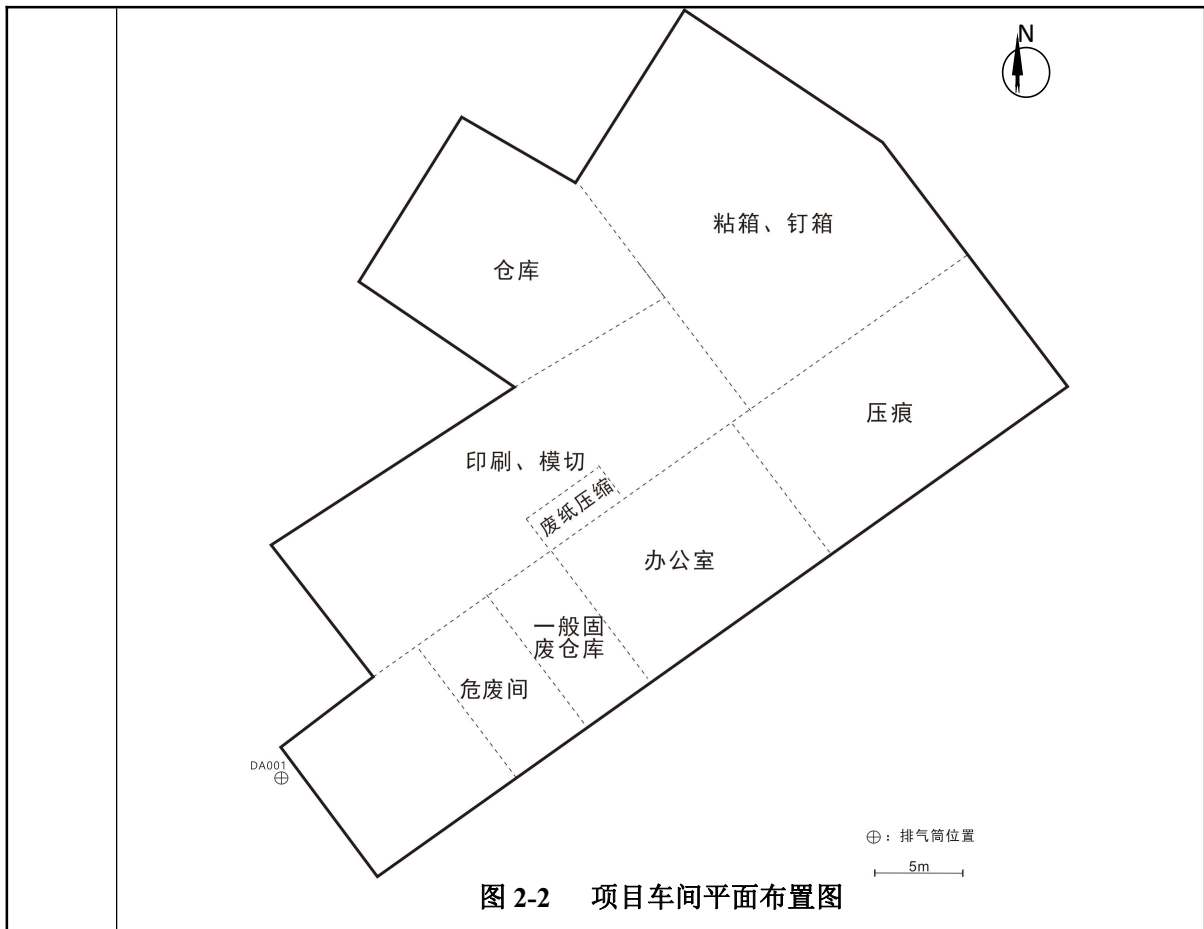 N
粘箱、钉箱
仓库
压痕
印刷、模切
废纸压缩
办公室
一般固
废仓库
危废间
DA001
：排气筒位置
5m
图 2-2 项目车间平面布置图